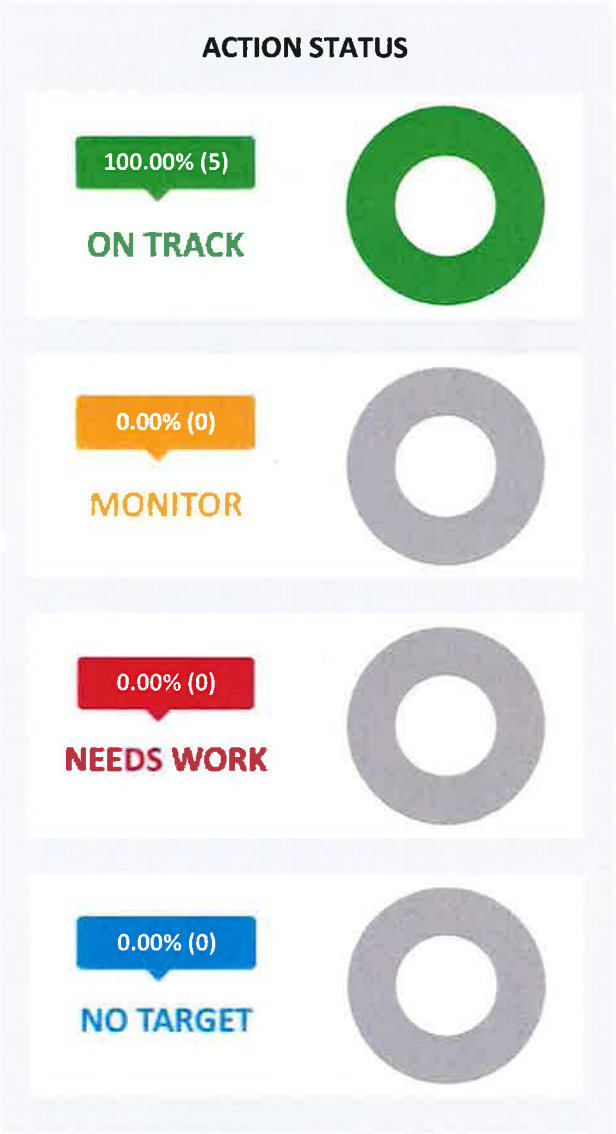 ACTION STATUS
100.00% (5)
ON TRACK
0.00% (0)
MONITOR
0.00% (0)
NEEDS WORK
0.00% (0)
NO TARGET